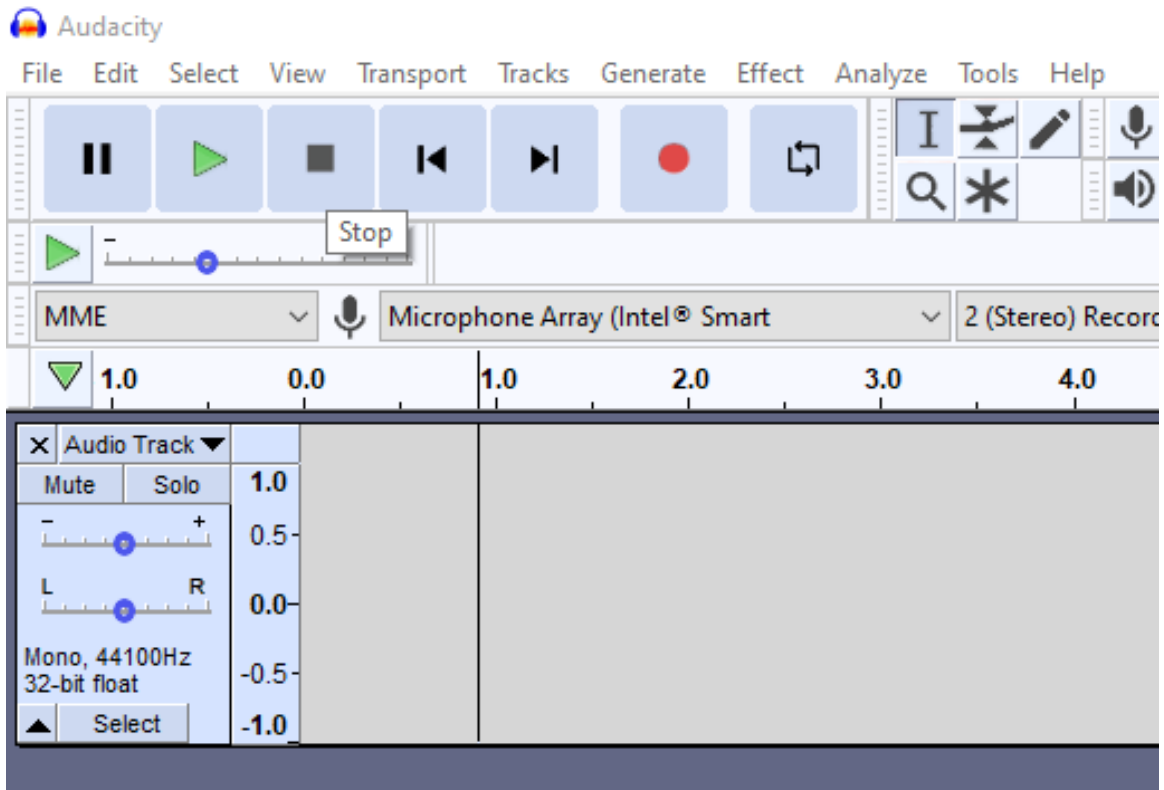 Audacity
File Edit Select View Transport Tracks Generate Effect Analyze Tools Help
Stop
-
MME Microphone Array (Intel® Smart 2 (Stereo) Recor
1.0 0.0 1.0 2.0 3.0 4.0
X Audio Track
Mute Solo 1.0
- + 0.5
L R 0.0
Mono, 44100Hz
32-bit float -0.5
Select -1.0